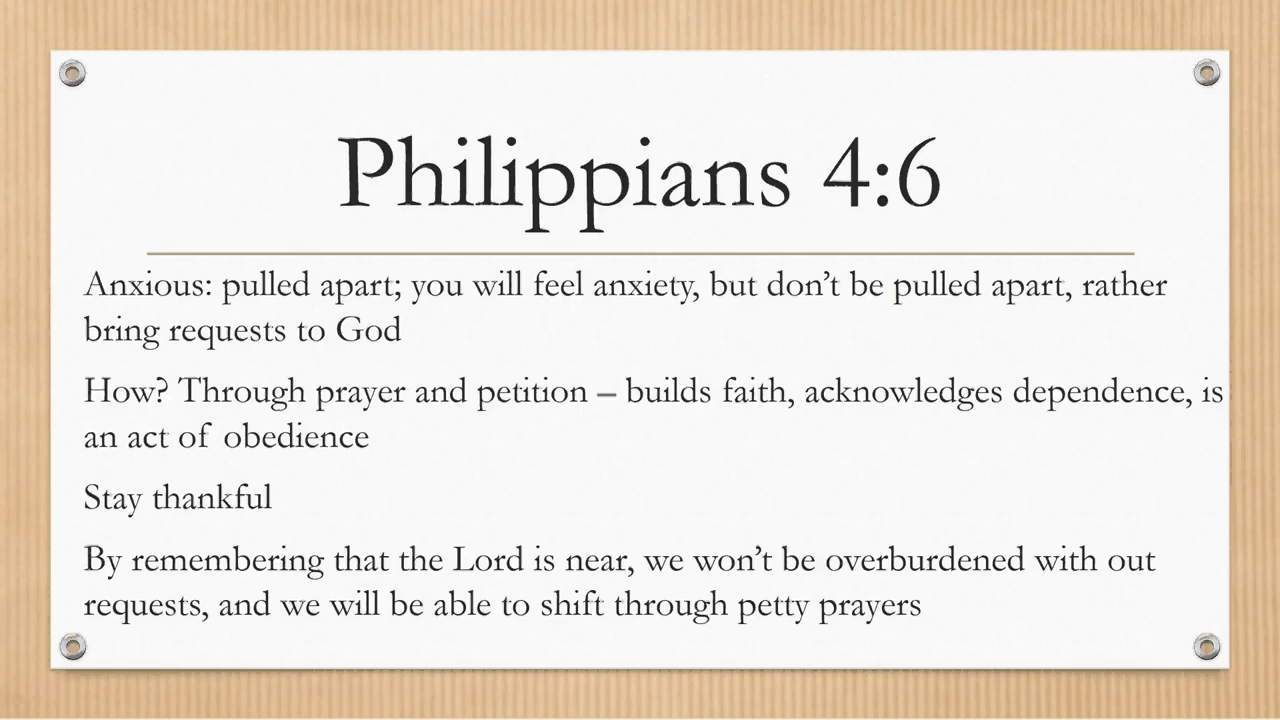 Philippians 4:6
Anxious: pulled apart; you will feel anxiety, but don’t be pulled apart, rather
bring requests to God
How? Through prayer and petition – builds faith, acknowledges dependence, is
an act of obedience
Stay thankful
By remembering that the Lord is near, we won’t be overburdened with out
requests, and we will be able to shift through petty prayers